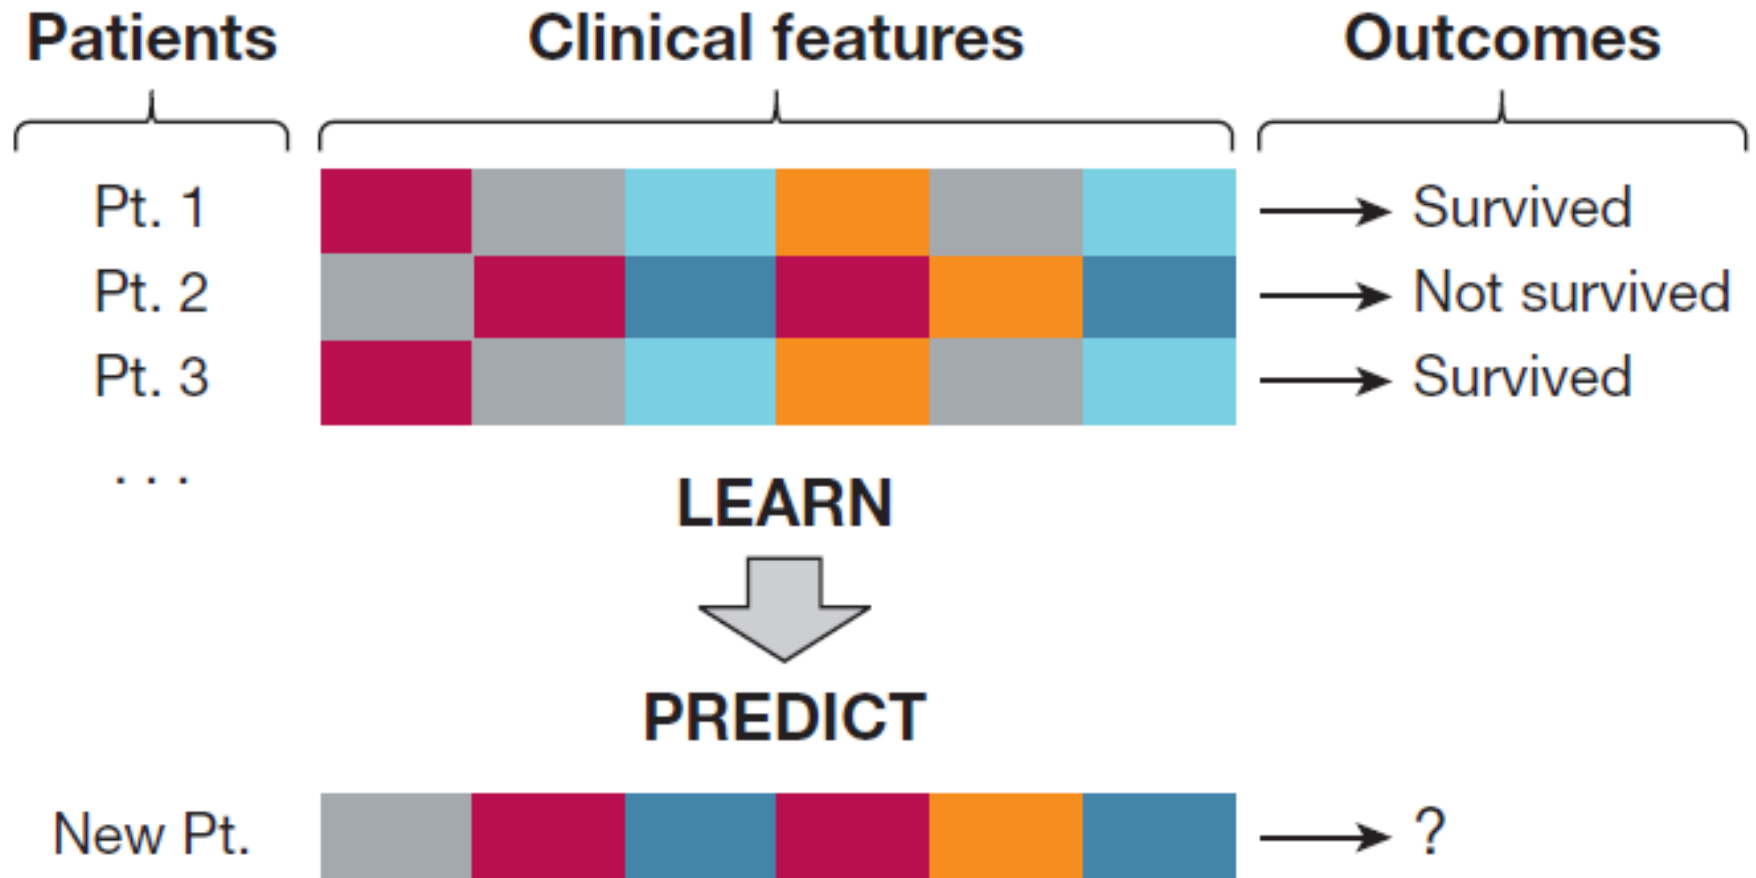 Patients Clinical features Outcomes
Pt. 1 Survived
Pt. 2 Not survived
Pt. 3 Survived
. . .
LEARN
PREDICT
New Pt. ?